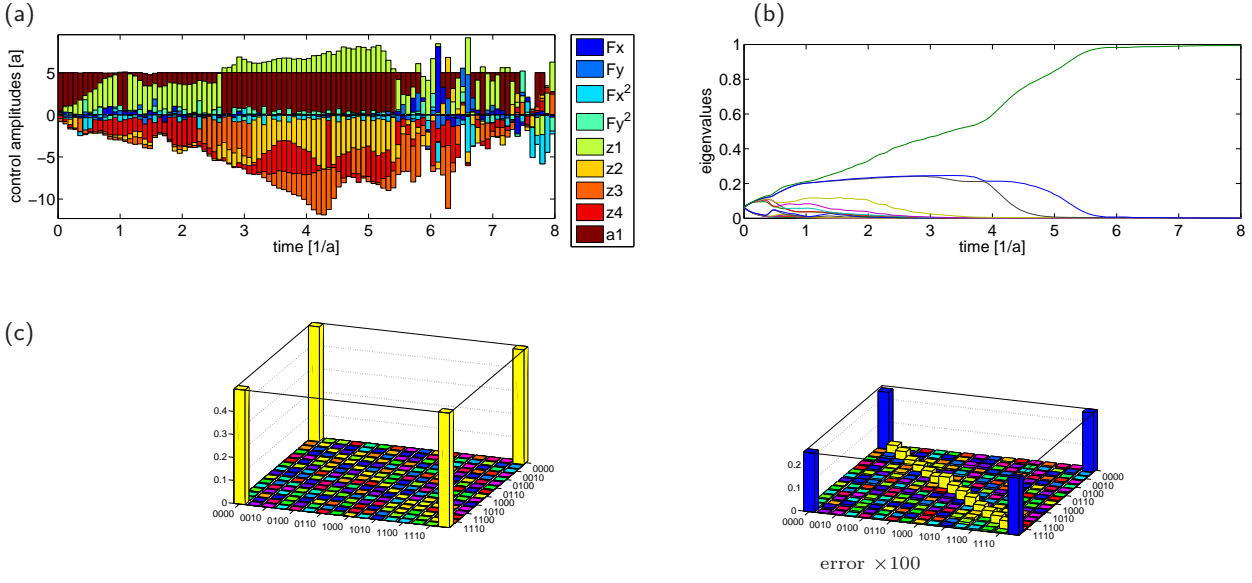 (a)
control amplitudes [a]
5
0
−5
−10
0 1 2 3 4 5 6 7 8
time [1/a]
Fx
Fy
Fx²
Fy²
z1
z2
z3
z4
a1
(b)
eigenvalues
1
0.8
0.6
0.4
0.2
0
0 1 2 3 4 5 6 7 8
time [1/a]
(c)
0.4
0.3
0.2
0.1
0
0000 0010 0100 0110 1000 1010 1100 1110
0000
0010
0110
1000
1100
1110
0.2
0.1
0
0000 0010 0100 0110 1000 1010 1100 1110
0000
0010
0100
0110
1000
1010
1100
1110
error ×100